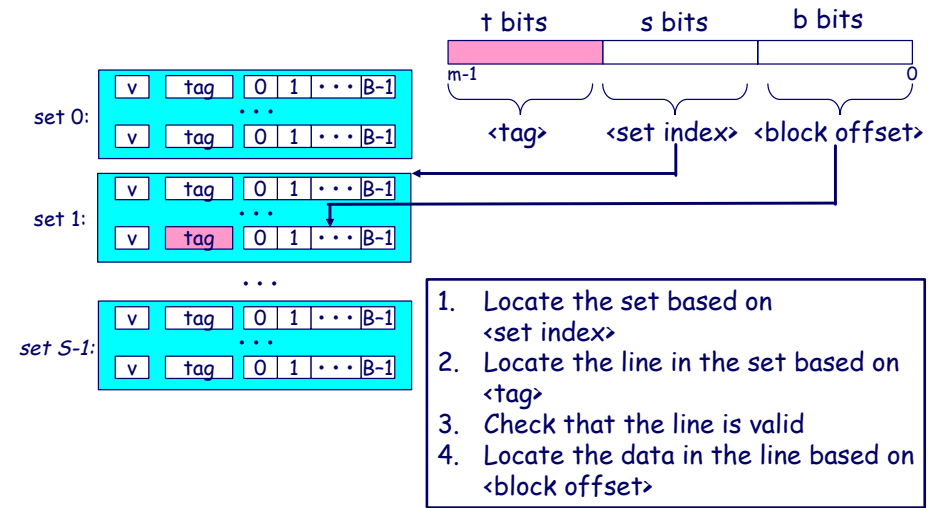 t bits s bits b bits
m-1 0
<tag> <set index> <block offset>
set 0:
v tag 0 1 ··· B-1
···
v tag 0 1 ··· B-1
set 1:
v tag 0 1 ··· B-1
···
v tag 0 1 ··· B-1
···
set S-1:
v tag 0 1 ··· B-1
···
v tag 0 1 ··· B-1
1. Locate the set based on
<set index>
2. Locate the line in the set based on
<tag>
3. Check that the line is valid
4. Locate the data in the line based on
<block offset>